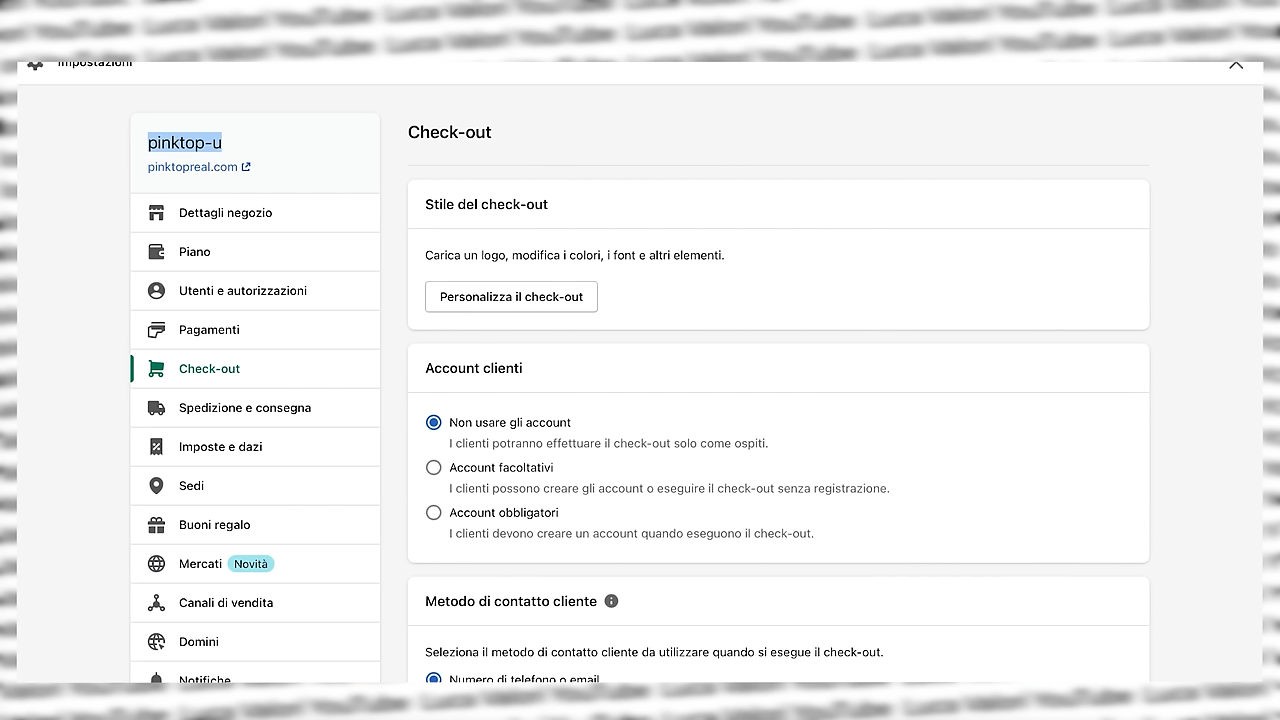 Luca Valori YouTube
Impostazioni
pinktop-u
pinktopreal.com
Dettagli negozio
Piano
Utenti e autorizzazioni
Pagamenti
Check-out
Spedizione e consegna
Imposte e dazi
Sedi
Buoni regalo
Mercati Novità
Canali di vendita
Domini
Notifiche
Check-out
Stile del check-out
Carica un logo, modifica i colori, i font e altri elementi.
Personalizza il check-out
Account clienti
Non usare gli account
I clienti potranno effettuare il check-out solo come ospiti.
Account facoltativi
I clienti possono creare gli account o eseguire il check-out senza registrazione.
Account obbligatori
I clienti devono creare un account quando eseguono il check-out.
Metodo di contatto cliente
Seleziona il metodo di contatto cliente da utilizzare quando si esegue il check-out.
Numero di telefono o email